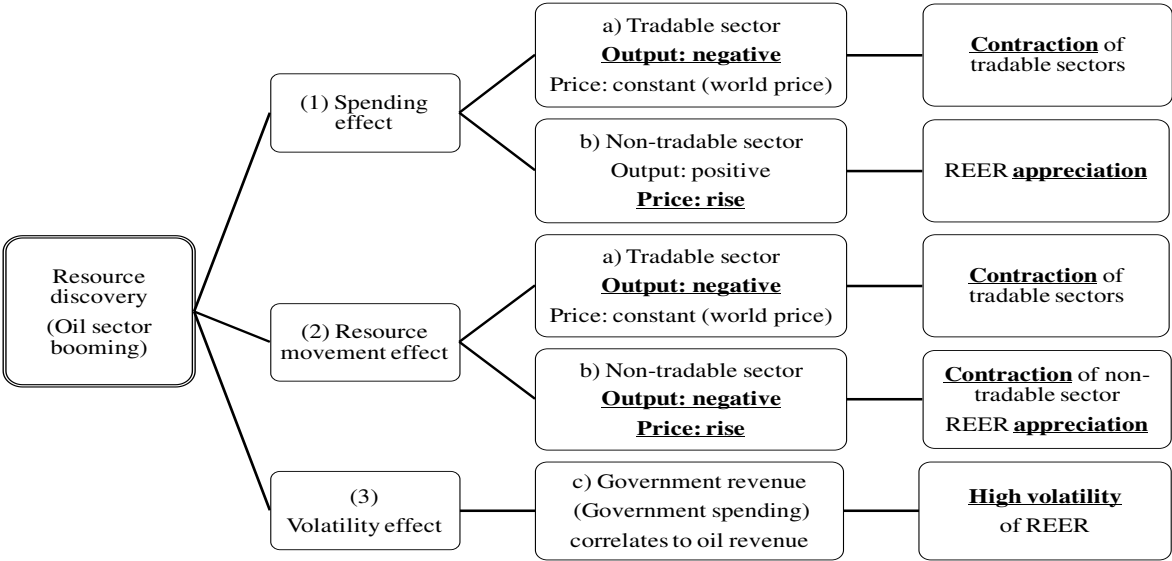 Resource
discovery
(Oil sector
booming)
(1) Spending
effect
a) Tradable sector
Output: negative
Price: constant (world price)
Contraction of
tradable sectors
b) Non-tradable sector
Output: positive
Price: rise
REER appreciation
(2) Resource
movement effect
a) Tradable sector
Output: negative
Price: constant (world price)
Contraction of
tradable sectors
b) Non-tradable sector
Output: negative
Price: rise
Contraction of non-
tradable sector
REER appreciation
(3)
Volatility effect
c) Government revenue
(Government spending)
correlates to oil revenue
High volatility
of REER